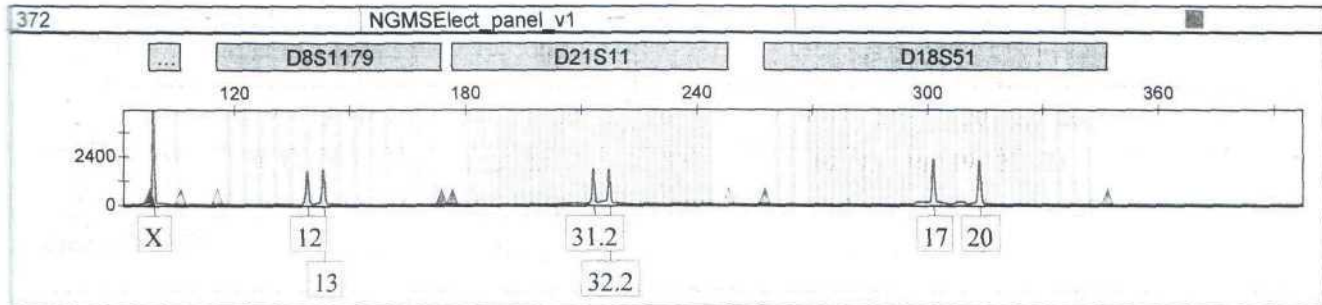 372 NGMSElect_panel_v1
... D8S1179 D21S11 D18S51
120 180 240 300 360
2400
0
X 12 31.2 17 20
13 32.2